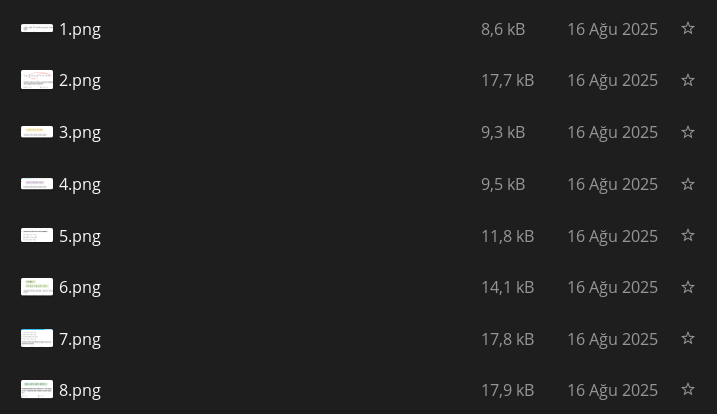 1.png 8,6 kB 16 Ağu 2025
2.png 17,7 kB 16 Ağu 2025
3.png 9,3 kB 16 Ağu 2025
4.png 9,5 kB 16 Ağu 2025
5.png 11,8 kB 16 Ağu 2025
6.png 14,1 kB 16 Ağu 2025
7.png 17,8 kB 16 Ağu 2025
8.png 17,9 kB 16 Ağu 2025